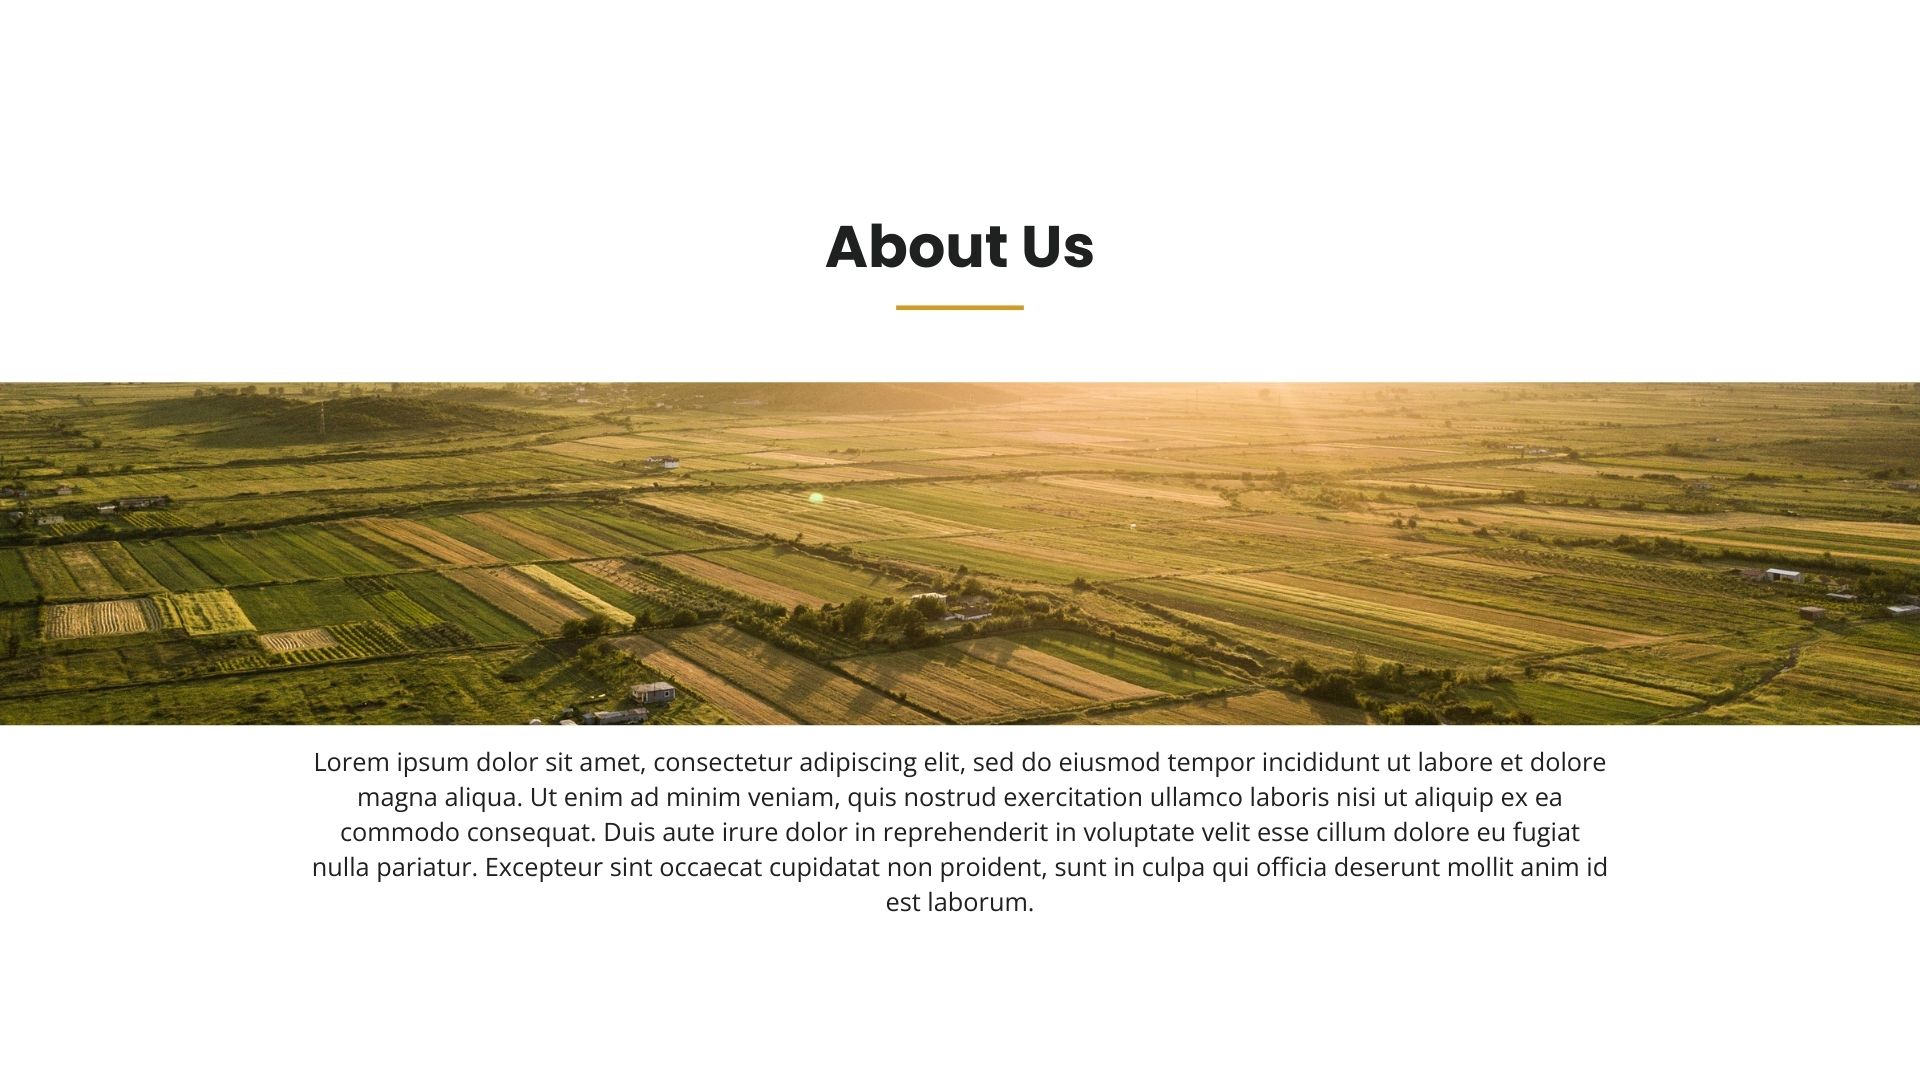 About Us
Lorem ipsum dolor sit amet, consectetur adipiscing elit, sed do eiusmod tempor incididunt ut labore et dolore
magna aliqua. Ut enim ad minim veniam, quis nostrud exercitation ullamco laboris nisi ut aliquip ex ea
commodo consequat. Duis aute irure dolor in reprehenderit in voluptate velit esse cillum dolore eu fugiat
nulla pariatur. Excepteur sint occaecat cupidatat non proident, sunt in culpa qui officia deserunt mollit anim id
est laborum.